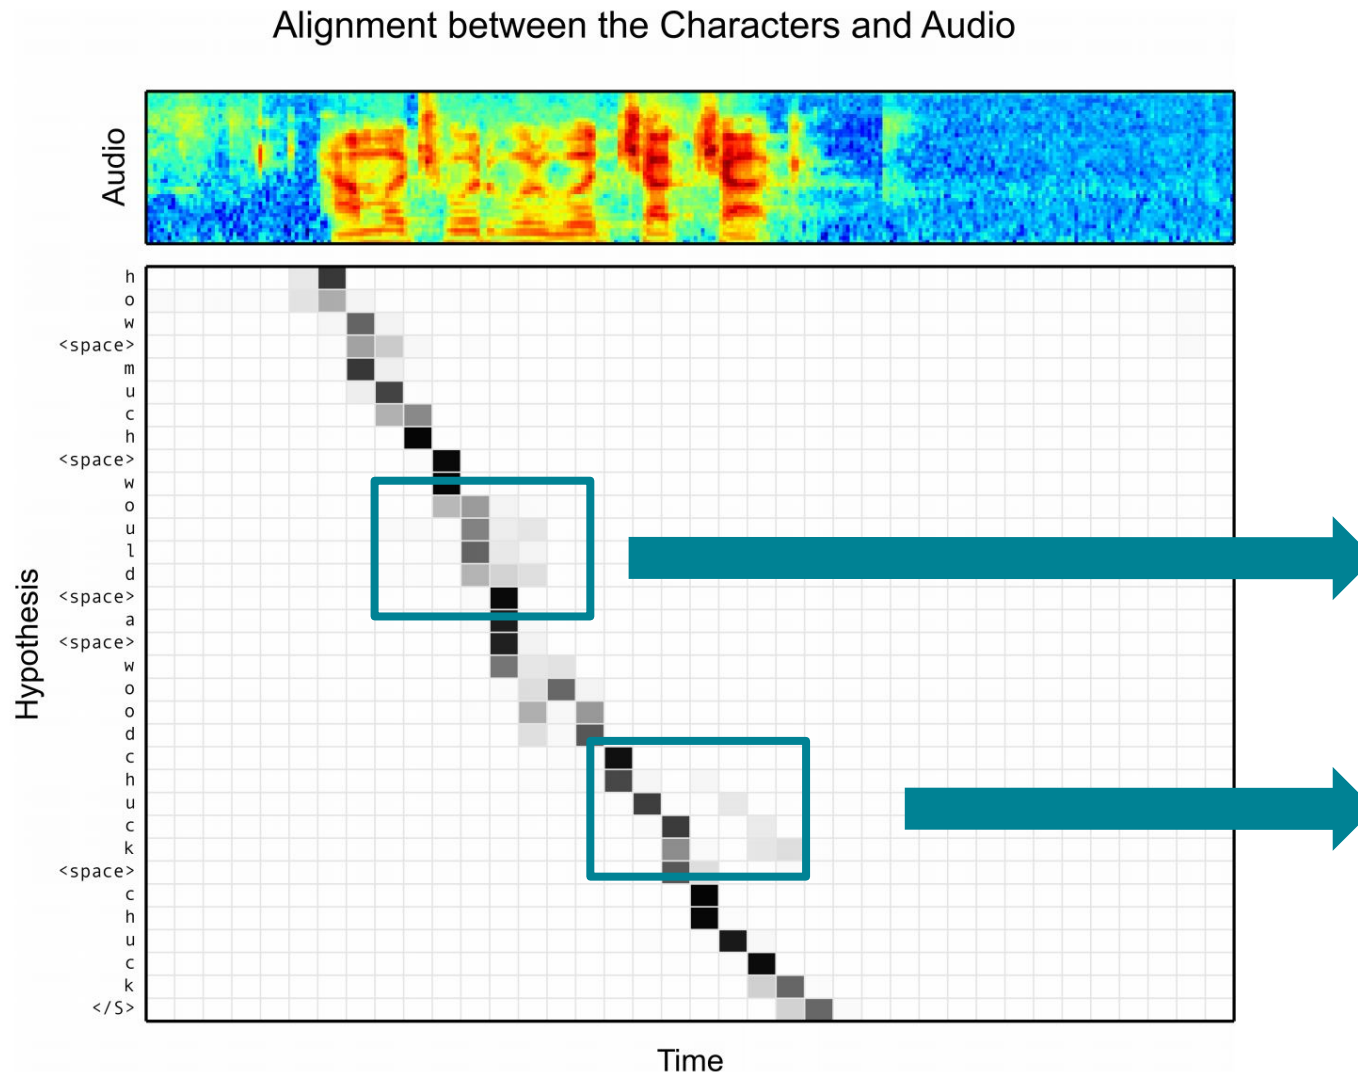 Alignment between the Characters and Audio
Audio
h
o
w
<space>
m
u
c
h
<space>
w
o
u
l
d
<space>
a
<space>
w
o
o
d
c
h
u
c
k
<space>
c
h
u
c
k
</S>
Hypothesis
Time